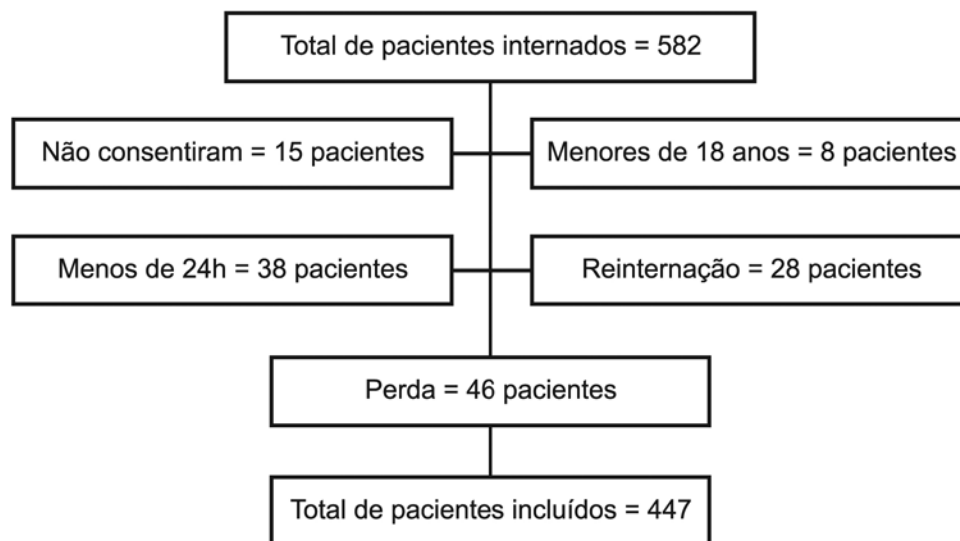 Total de pacientes internados = 582
Não consentiram = 15 pacientes
Menores de 18 anos = 8 pacientes
Menos de 24h = 38 pacientes
Reinternação = 28 pacientes
Perda = 46 pacientes
Total de pacientes incluídos = 447